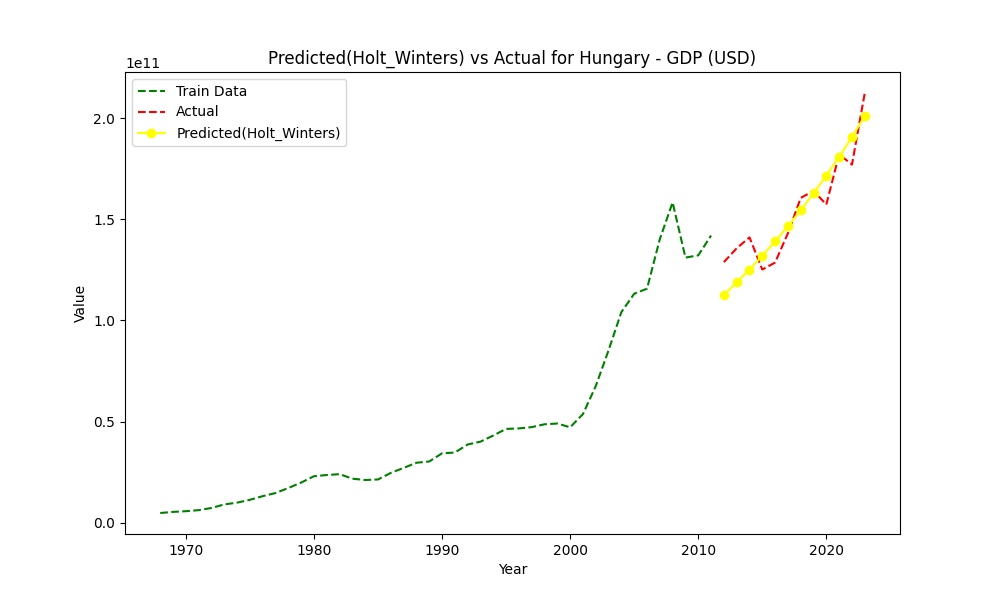 Predicted(Holt_Winters) vs Actual for Hungary - GDP (USD)
1e11
Train Data
Actual
Predicted(Holt_Winters)
2.0
1.5
1.0
0.5
0.0
Value
1970 1980 1990 2000 2010 2020
Year